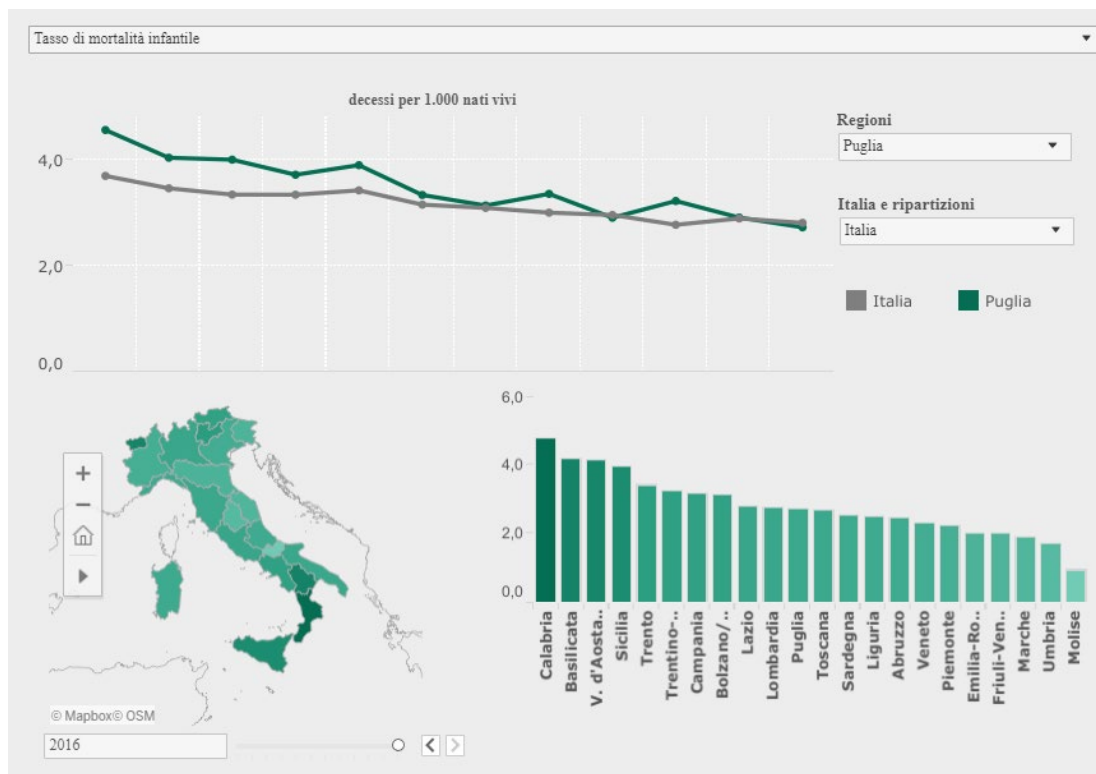 Tasso di mortalità infantile
decessi per 1.000 nati vivi
4,0
2,0
0,0
Regioni
Puglia
Italia e ripartizioni
Italia
Italia
Puglia
+
−
© Mapbox© OSM
2016
6,0
4,0
2,0
0,0
Calabria
Basilicata
V. d'Aosta..
Sicilia
Trento
Trentino-..
Campania
Bolzano/..
Lazio
Lombardia
Puglia
Toscana
Sardegna
Liguria
Abruzzo
Veneto
Piemonte
Emilia-Ro..
Friuli-Ven..
Marche
Umbria
Molise